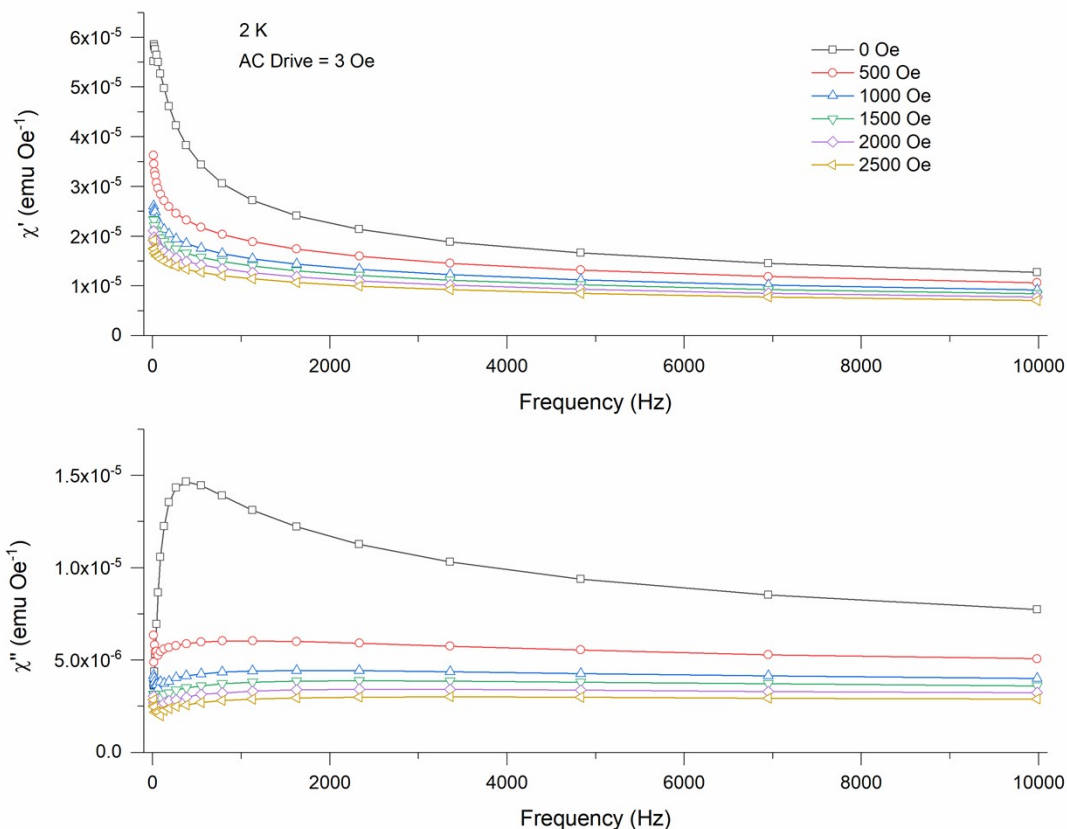 2 K
AC Drive = 3 Oe
0 Oe
500 Oe
1000 Oe
1500 Oe
2000 Oe
2500 Oe
6x10⁻⁵
5x10⁻⁵
4x10⁻⁵
3x10⁻⁵
2x10⁻⁵
1x10⁻⁵
0
χ' (emu Oe⁻¹)
0 2000 4000 6000 8000 10000
Frequency (Hz)
1.5x10⁻⁵
1.0x10⁻⁵
5.0x10⁻⁶
0.0
χ'' (emu Oe⁻¹)
0 2000 4000 6000 8000 10000
Frequency (Hz)